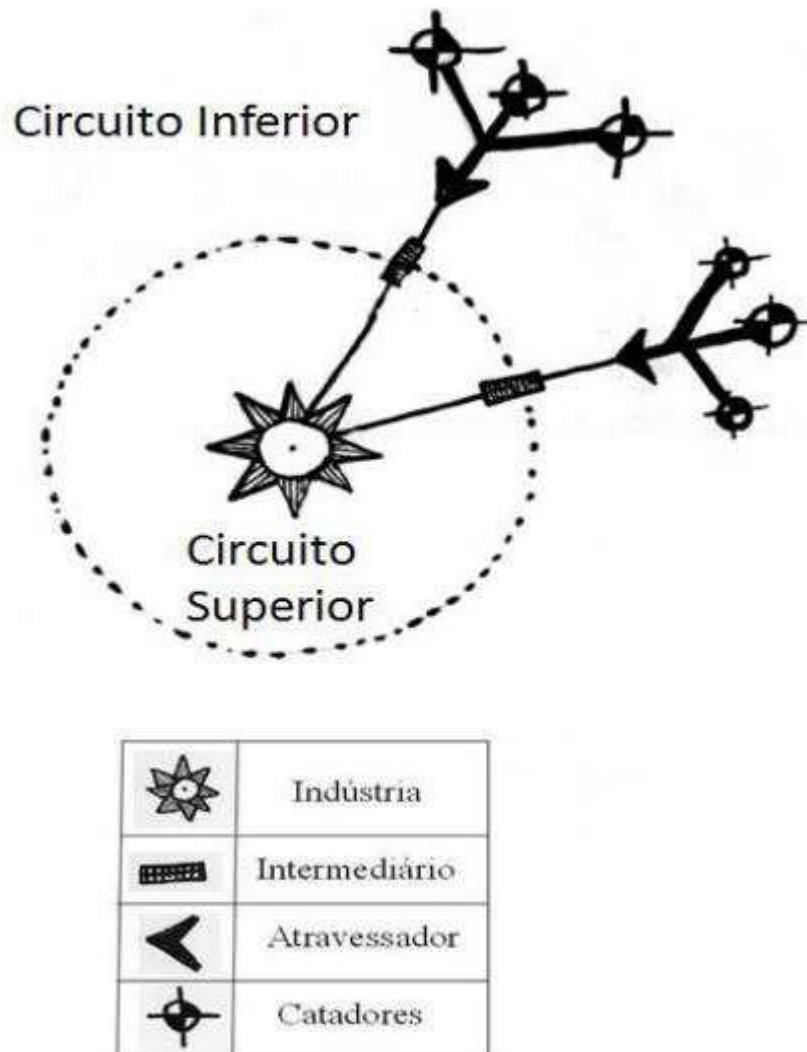 Circuito Inferior
Circuito
Superior
Indústria
Intermediário
Atravessador
Catadores